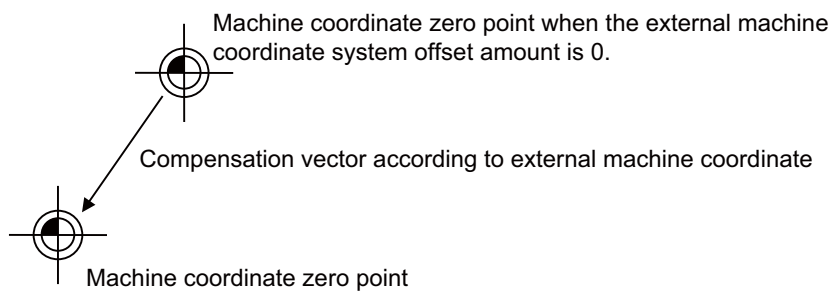 Machine coordinate zero point when the external machine
coordinate system offset amount is 0.
Compensation vector according to external machine coordinate
Machine coordinate zero point